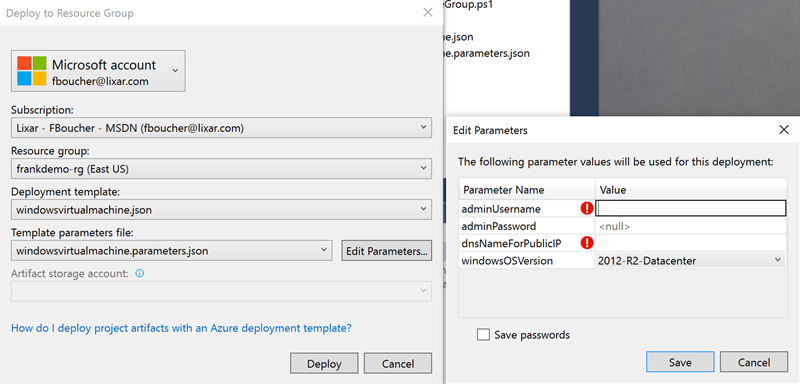 Deploy to Resource Group
Microsoft account
fboucher@lixar.com
Subscription:
Lixar - FBoucher - MSDN (fboucher@lixar.com)
Resource group:
frankdemo-rg (East US)
Deployment template:
windowsvirtualmachine.json
Template parameters file:
windowsvirtualmachine.parameters.json
Edit Parameters...
Artifact storage account:
How do I deploy project artifacts with an Azure deployment template?
Deploy
Cancel
eGroup.ps1
ne.json
ne.parameters.json
Edit Parameters
The following parameter values will be used for this deployment:
Parameter Name Value
adminUsername
adminPassword <null>
dnsNameForPublicIP
windowsOSVersion 2012-R2-Datacenter
Save passwords
Save
Cancel